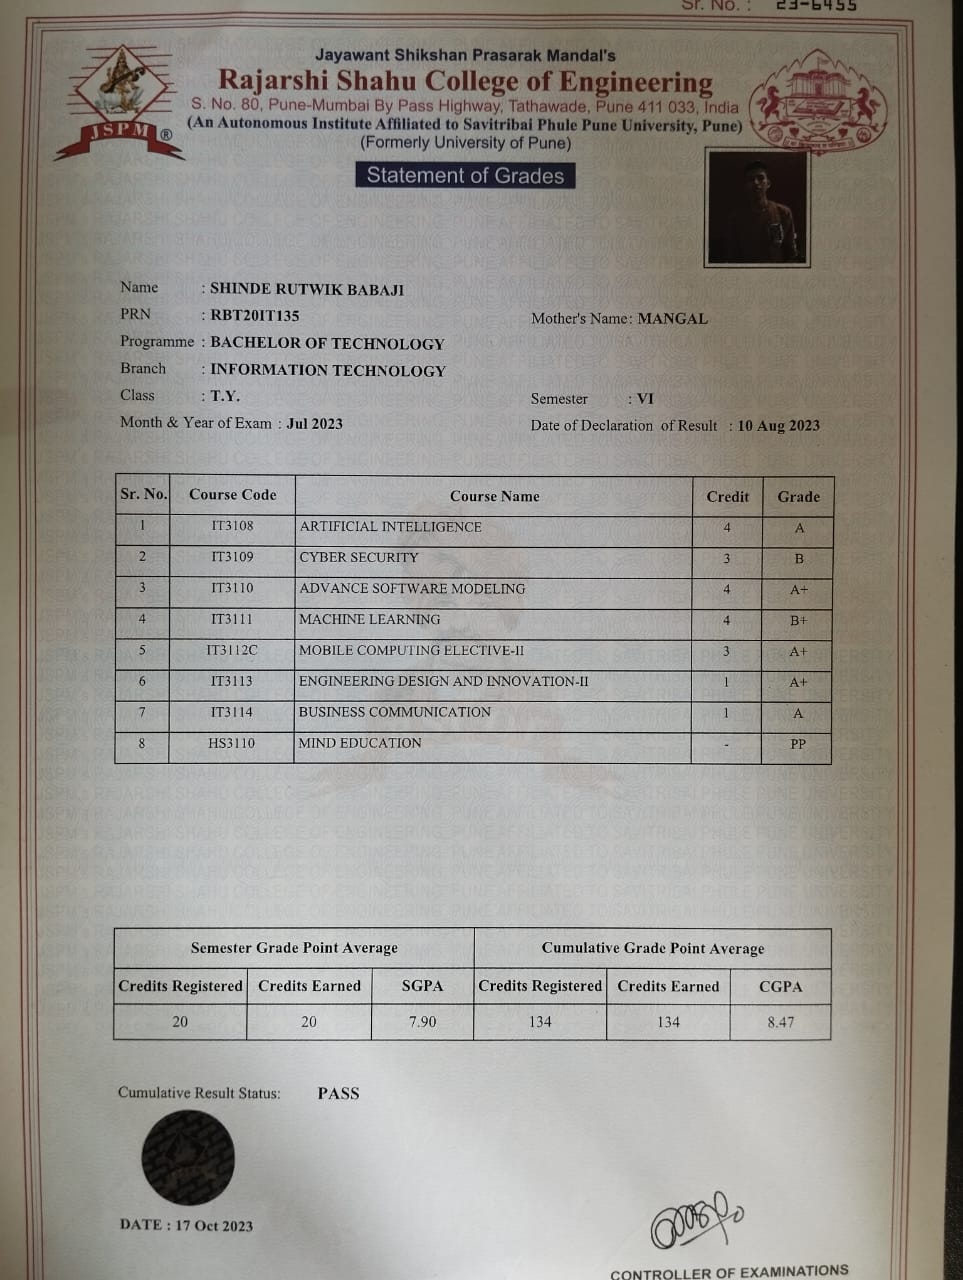 Sr. No. : 23-6455
Jayawant Shikshan Prasarak Mandal's
Rajarshi Shahu College of Engineering
S. No. 80, Pune-Mumbai By Pass Highway, Tathawade, Pune 411 033, India
(An Autonomous Institute Affiliated to Savitribai Phule Pune University, Pune)
(Formerly University of Pune)
JSPM ®
Statement of Grades
Name : SHINDE RUTWIK BABAJI
PRN : RBT20IT135 Mother's Name: MANGAL
Programme : BACHELOR OF TECHNOLOGY
Branch : INFORMATION TECHNOLOGY
Class : T.Y. Semester : VI
Month & Year of Exam : Jul 2023 Date of Declaration of Result : 10 Aug 2023
Sr. No. Course Code Course Name Credit Grade
1 IT3108 ARTIFICIAL INTELLIGENCE 4 A
2 IT3109 CYBER SECURITY 3 B
3 IT3110 ADVANCE SOFTWARE MODELING 4 A+
4 IT3111 MACHINE LEARNING 4 B+
5 IT3112C MOBILE COMPUTING ELECTIVE-II 3 A+
6 IT3113 ENGINEERING DESIGN AND INNOVATION-II 1 A+
7 IT3114 BUSINESS COMMUNICATION 1 A
8 HS3110 MIND EDUCATION - PP
Semester Grade Point Average Cumulative Grade Point Average
Credits Registered Credits Earned SGPA Credits Registered Credits Earned CGPA
20 20 7.90 134 134 8.47
Cumulative Result Status: PASS
DATE : 17 Oct 2023
CONTROLLER OF EXAMINATIONS